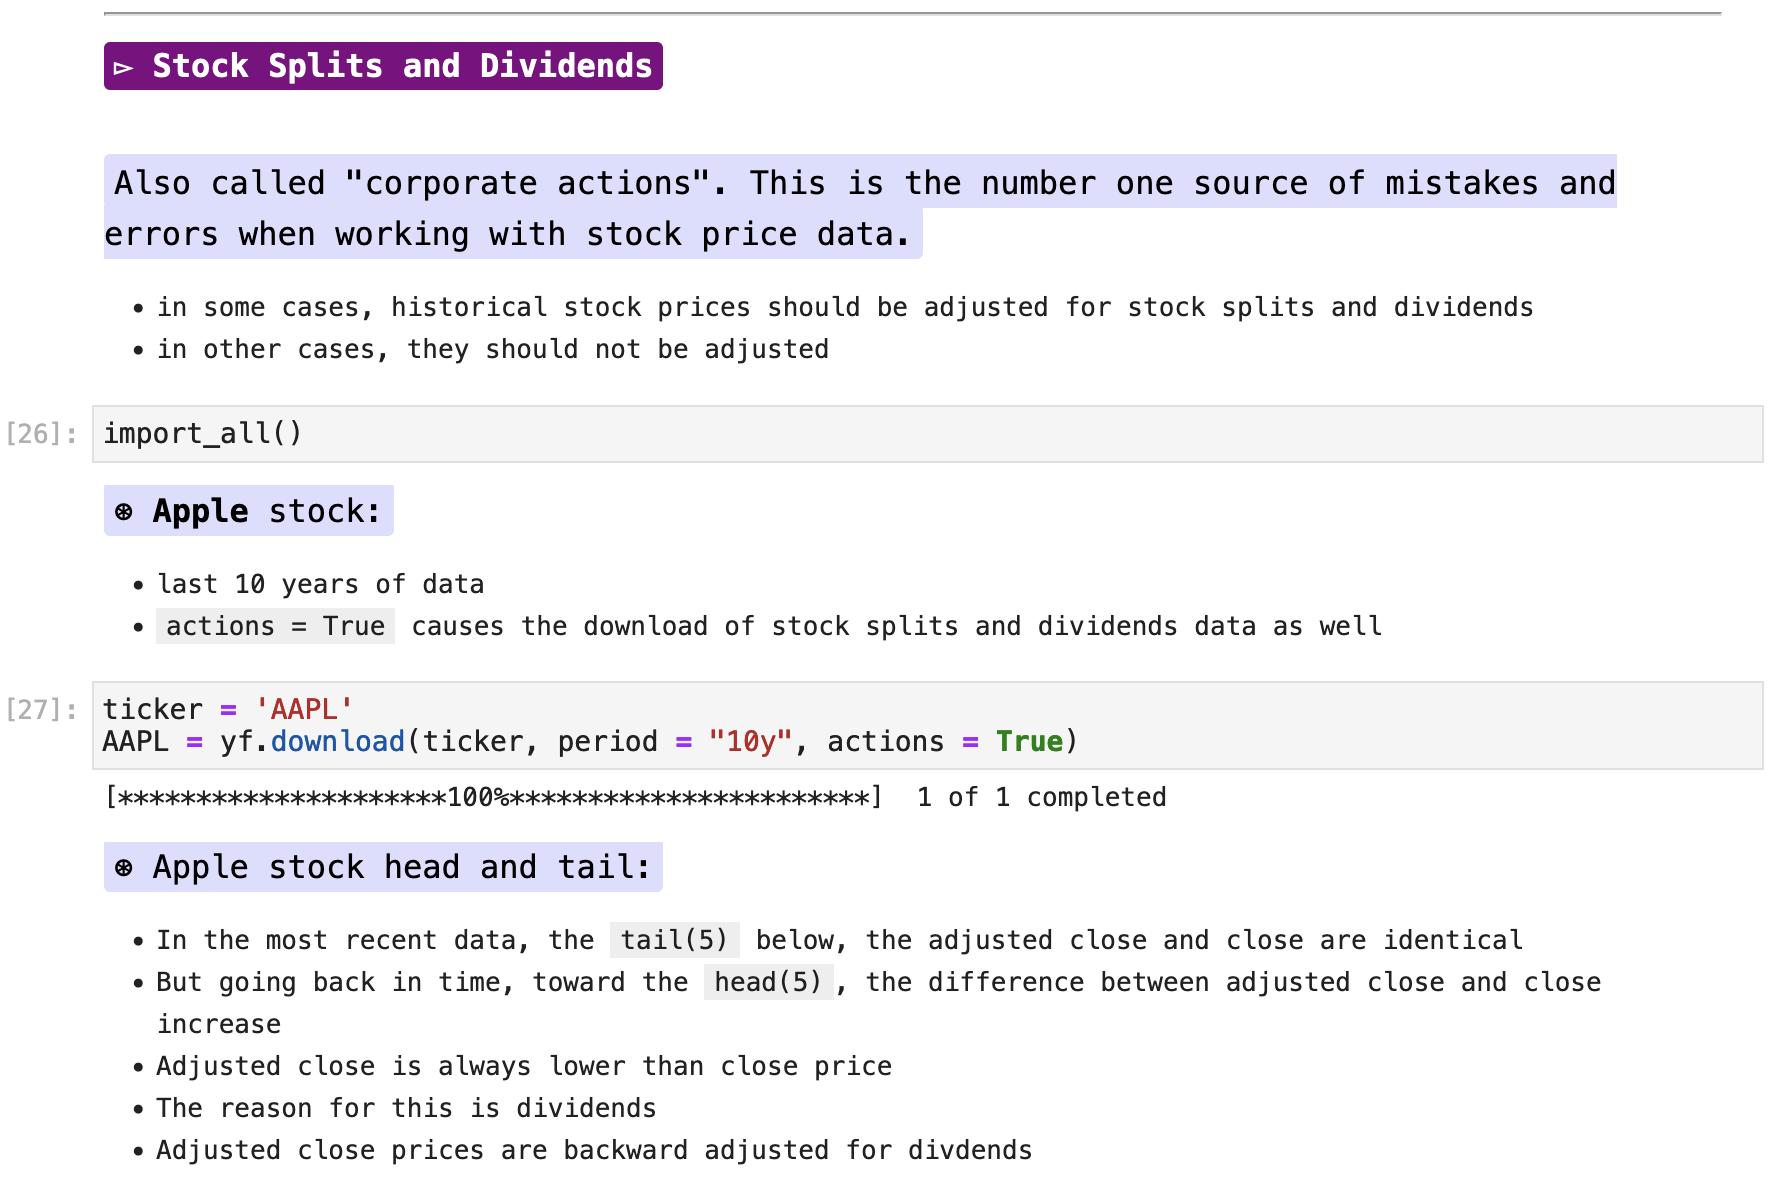 ▻ Stock Splits and Dividends
Also called "corporate actions". This is the number one source of mistakes and
errors when working with stock price data.
• in some cases, historical stock prices should be adjusted for stock splits and dividends
• in other cases, they should not be adjusted
[26]: import_all()
⊛ Apple stock:
• last 10 years of data
• actions = True causes the download of stock splits and dividends data as well
[27]: ticker = 'AAPL'
AAPL = yf.download(ticker, period = "10y", actions = True)
[*********************100%***********************]  1 of 1 completed
⊛ Apple stock head and tail:
• In the most recent data, the tail(5) below, the adjusted close and close are identical
• But going back in time, toward the head(5), the difference between adjusted close and close
increase
• Adjusted close is always lower than close price
• The reason for this is dividends
• Adjusted close prices are backward adjusted for divdends